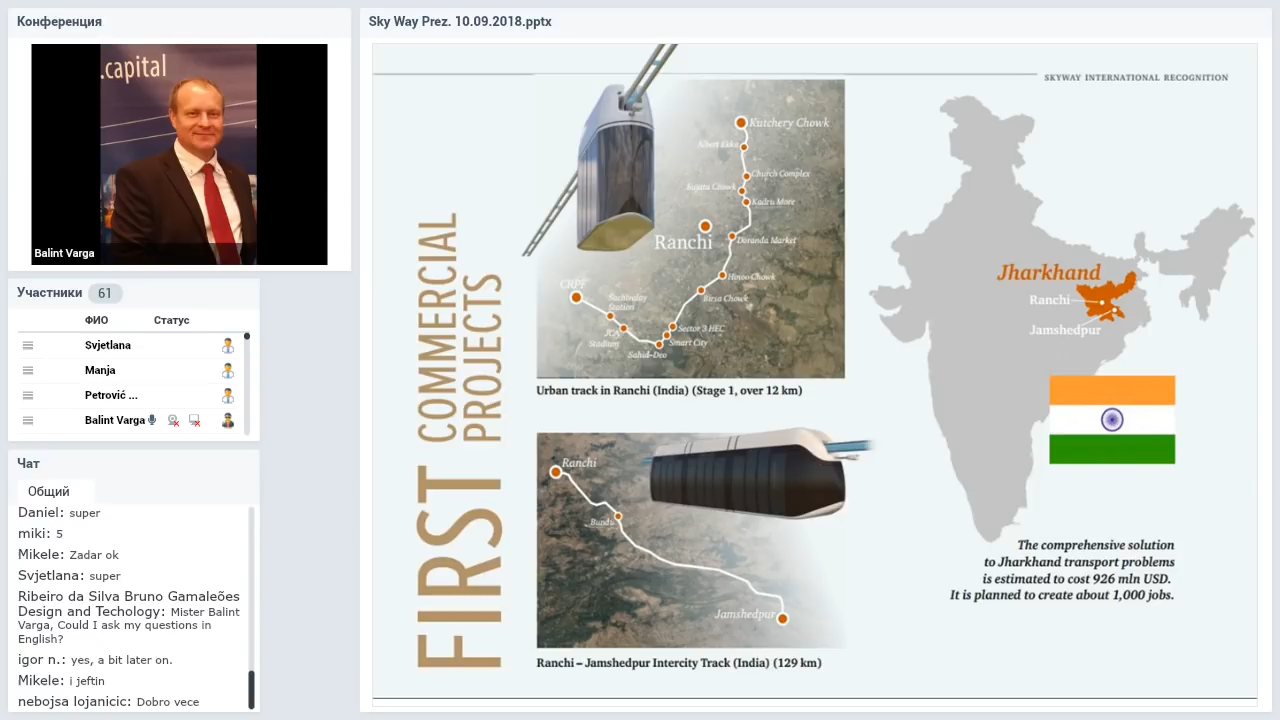 Конференция
.capital
Balint Varga
Участники 61
ФИО Статус
Svjetlana
Manja
Petrović ...
Balint Varga
Чат
Общий
Daniel: super
miki: 5
Mikele: Zadar ok
Svjetlana: super
Ribeiro da Silva Bruno Gamaleões
Design and Techology: Mister Balint
Varga, Could I ask my questions in
English?
igor n.: yes, a bit later on.
Mikele: i jeftin
nebojsa lojanicic: Dobro vece
Sky Way Prez. 10.09.2018.pptx
SKYWAY INTERNATIONAL RECOGNITION
FIRST COMMERCIAL
PROJECTS
Kutchery Chowk
Albert Ekka
Church Complex
Sujata Chowk
Kadru More
Ranchi
Doranda Market
Hinoo Chowk
CRPF
Birsa Chowk
Sachivalay
Station
JCA
Stadium
Sector 3 HEC
Smart City
Sahid-Deo
Urban track in Ranchi (India) (Stage 1, over 12 km)
Ranchi
Bundu
Jamshedpur
Ranchi – Jamshedpur Intercity Track (India) (129 km)
Jharkhand
Ranchi
Jamshedpur
The comprehensive solution
to Jharkhand transport problems
is estimated to cost 926 mln USD.
It is planned to create about 1,000 jobs.